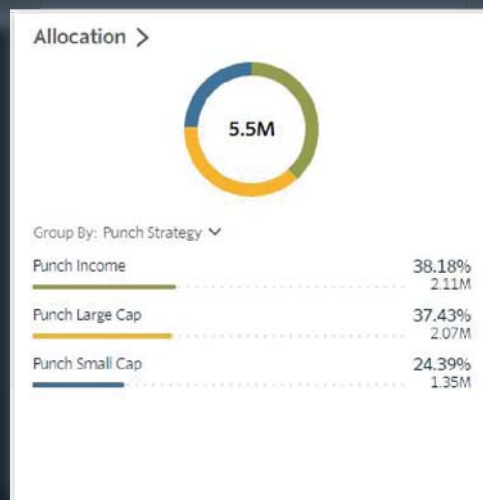 Allocation >
5.5M
Group By: Punch Strategy
Punch Income 38.18%
2.11M
Punch Large Cap 37.43%
2.07M
Punch Small Cap 24.39%
1.35M